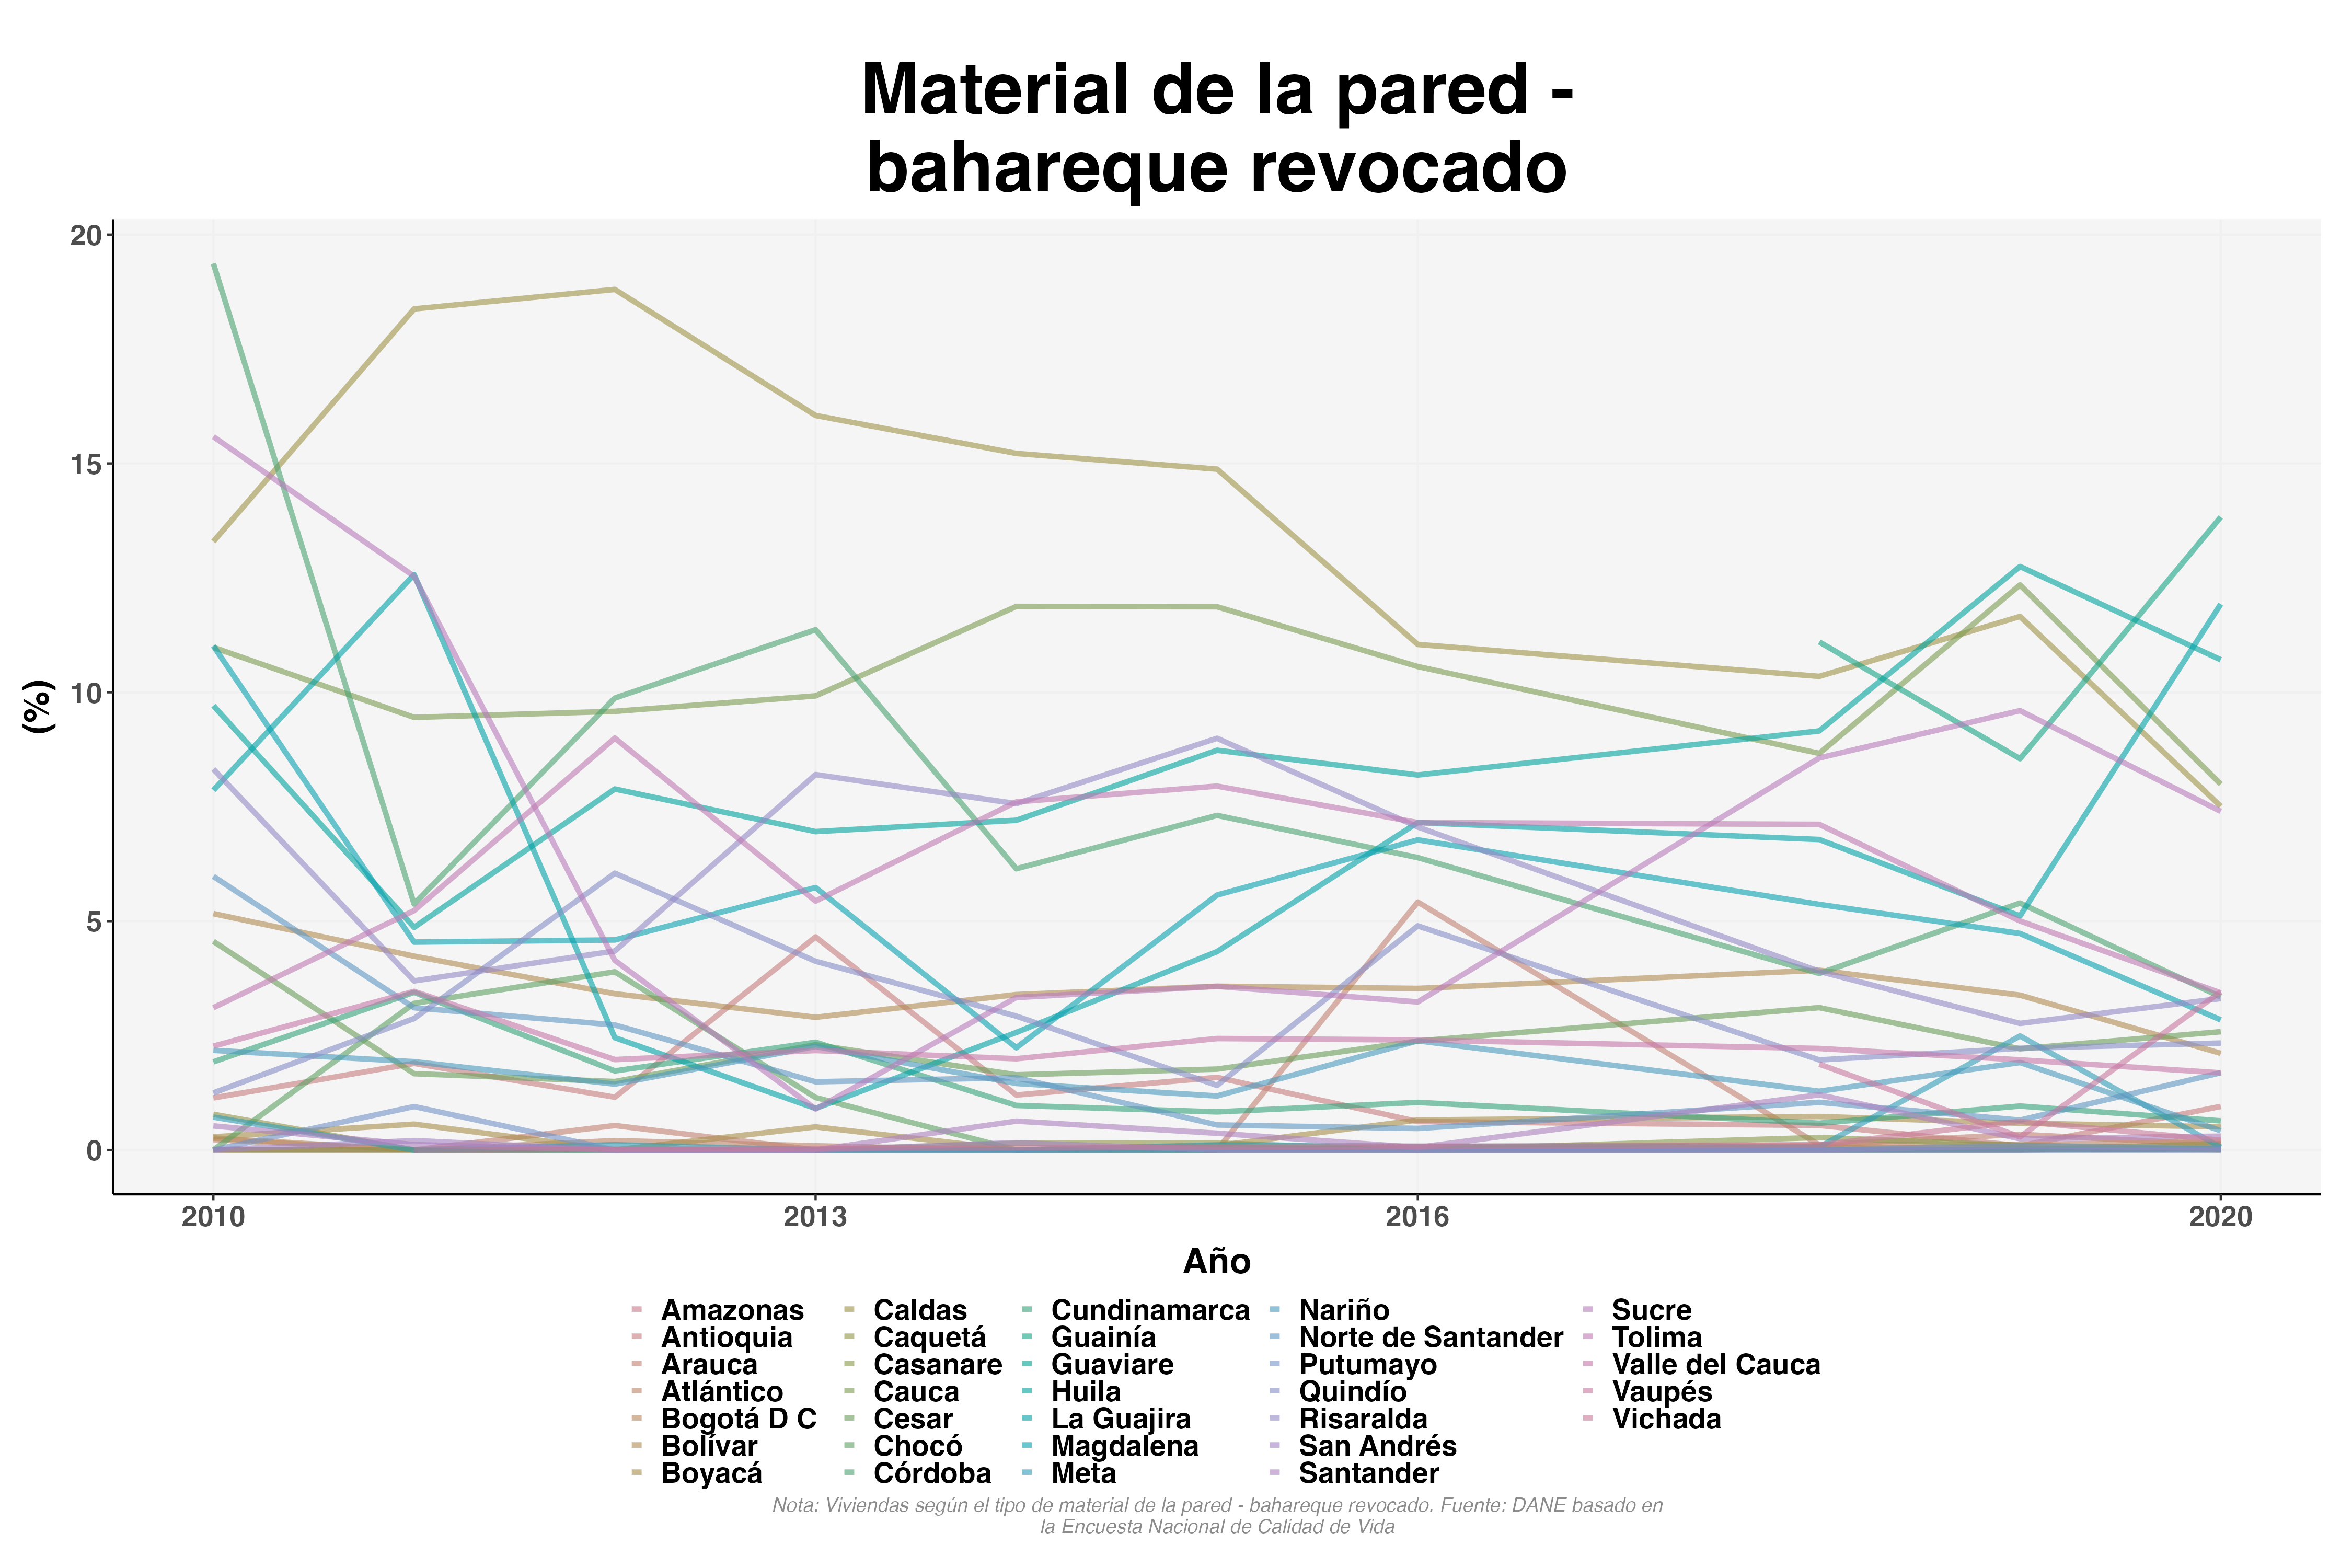 Material de la pared -
bahareque revocado
20
15
10
5
0
(%)
2010 2013 2016 2020
Año
Amazonas Caldas Cundinamarca Nariño Sucre
Antioquia Caquetá Guainía Norte de Santander Tolima
Arauca Casanare Guaviare Putumayo Valle del Cauca
Atlántico Cauca Huila Quindío Vaupés
Bogotá D C Cesar La Guajira Risaralda Vichada
Bolívar Chocó Magdalena San Andrés
Boyacá Córdoba Meta Santander
Nota: Viviendas según el tipo de material de la pared - bahareque revocado. Fuente: DANE basado en
la Encuesta Nacional de Calidad de Vida